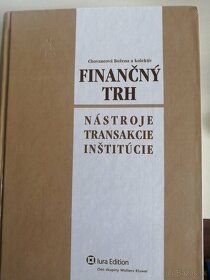 Chovancová Božena a kolektív
FINANČNÝ
TRH
NÁSTROJE
TRANSAKCIE
INŠTITÚCIE
Iura Edition
Člen skupiny Wolters Kluwer